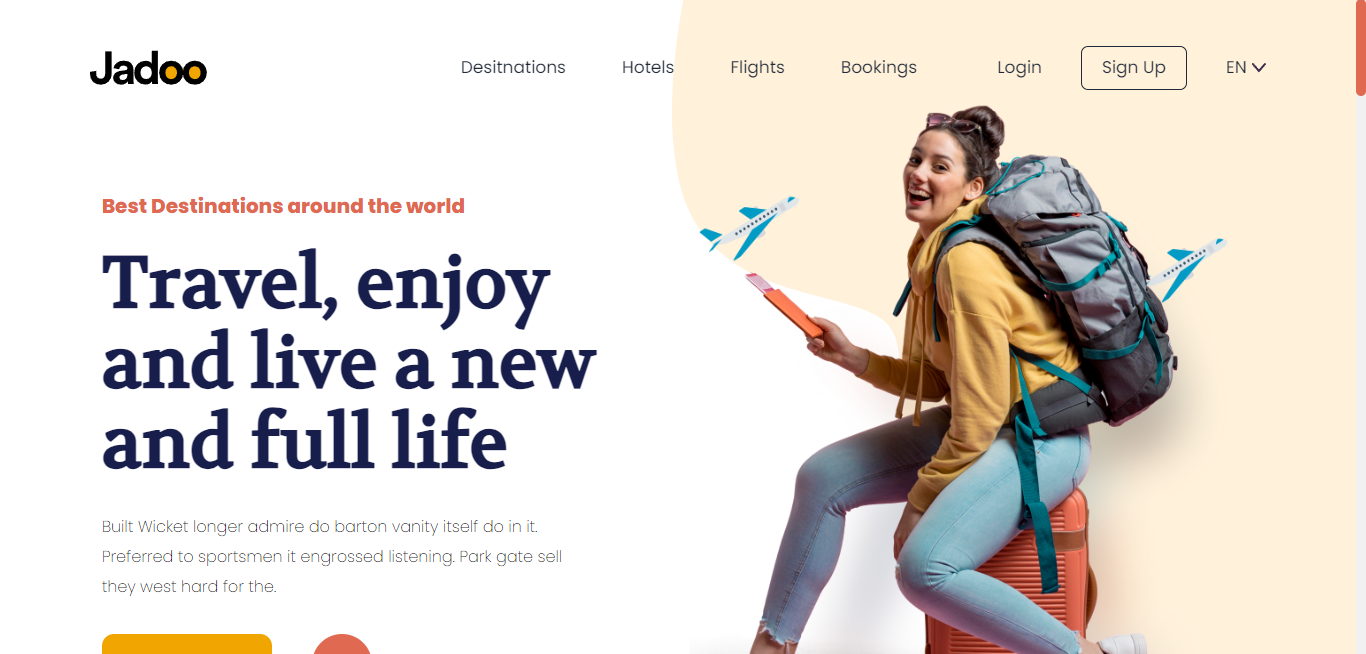 Jadoo
Desitnations
Hotels
Flights
Bookings
Login
Sign Up
EN
Best Destinations around the world
Travel, enjoy
and live a new
and full life
Built Wicket longer admire do barton vanity itself do in it.
Preferred to sportsmen it engrossed listening. Park gate sell
they west hard for the.